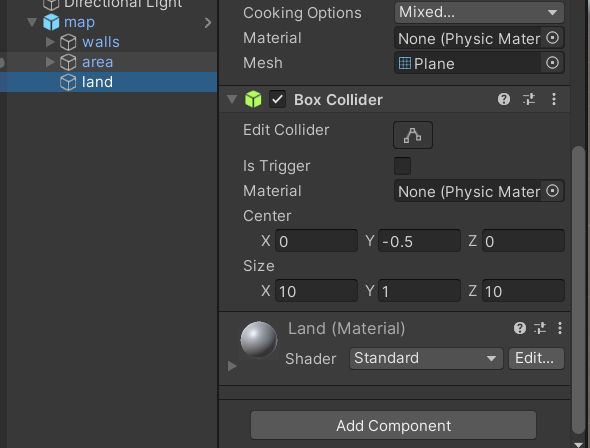 Directional Light
map
walls
area
land
Cooking Options Mixed...
Material None (Physic Mater
Mesh Plane
Box Collider
Edit Collider
Is Trigger
Material None (Physic Mater
Center
X 0 Y -0.5 Z 0
Size
X 10 Y 1 Z 10
Land (Material)
Shader Standard Edit...
Add Component